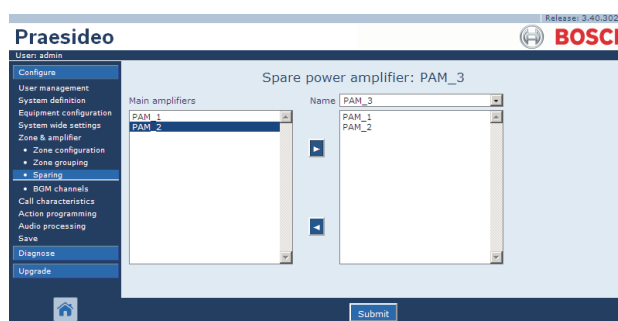 Release: 3.40.302
Praesideo
BOSCH
User: admin
Configure
User management
System definition
Equipment configuration
System wide settings
Zone & amplifier
• Zone configuration
• Zone grouping
• Sparing
• BGM channels
Call characteristics
Action programming
Audio processing
Save
Diagnose
Upgrade
Spare power amplifier: PAM_3
Main amplifiers
PAM_1
PAM_2
Name PAM_3
PAM_1
PAM_2
Submit